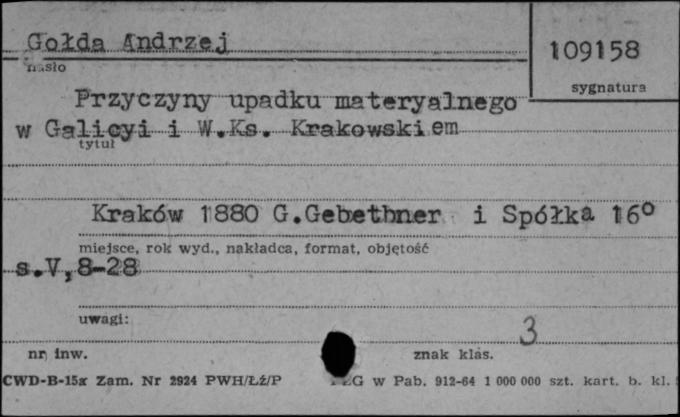 Gołda Andrzej
hasło
109158
sygnatura
Przyczyny upadku materyalnego
w Galicyi i W.Ks. Krakowskiem
tytuł
Kraków 1880 G.Gebethner i Spółka 16°
miejsce, rok wyd., nakładca, format, objętość
s.V,8-28
uwagi:
3
nr inw.
znak klas.
CWD-B-15a Zam. Nr 2924 PWH/Łź/P w Pab. 912-64 1 000 000 szt. kart. b. kl.